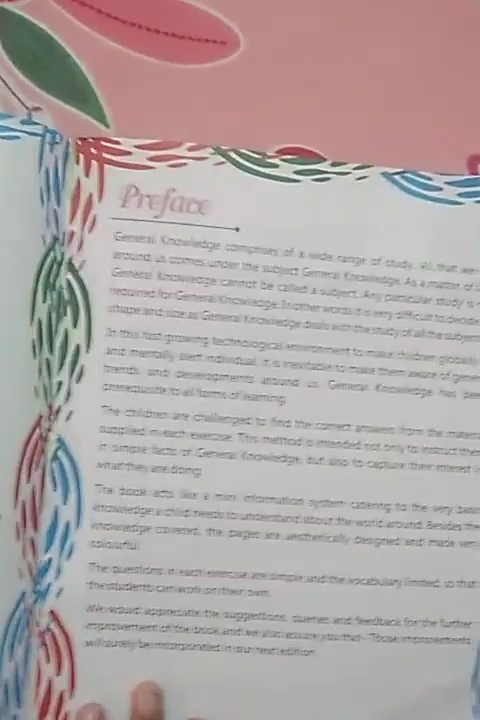 Preface
General Knowledge comprises of a wide range of study. All that we
around us comes under the subject General Knowledge. As a matter of
General Knowledge cannot be called a subject. Any particular study is
required for General Knowledge. In other words it is very difficult to decide
shape and size as General Knowledge deals with the study of all the subjects
In this fast growing technological environment to make children globally
and mentally alert individual, it is inevitable to make them aware of
trends and developments around us. General Knowledge has
prerequisite to all forms of learning.
The children are challenged to find the correct answers from the
supplied in each exercise. This method is intended not only to instruct
in simple facts of General Knowledge, but also to capture their interest
what they are doing.
The book acts like a mini information system catering to the very
knowledge a child needs to understand about the world around. Besides the
knowledge covered, the pages are aesthetically designed and made
colourful.
The questions in each exercise are simple and the vocabulary limited, so that
the students can work on their own.
We would appreciate the suggestions, queries and feedback for the further
improvement of the book and we also assure you that Those improvements
will surely be incorporated in our next edition.